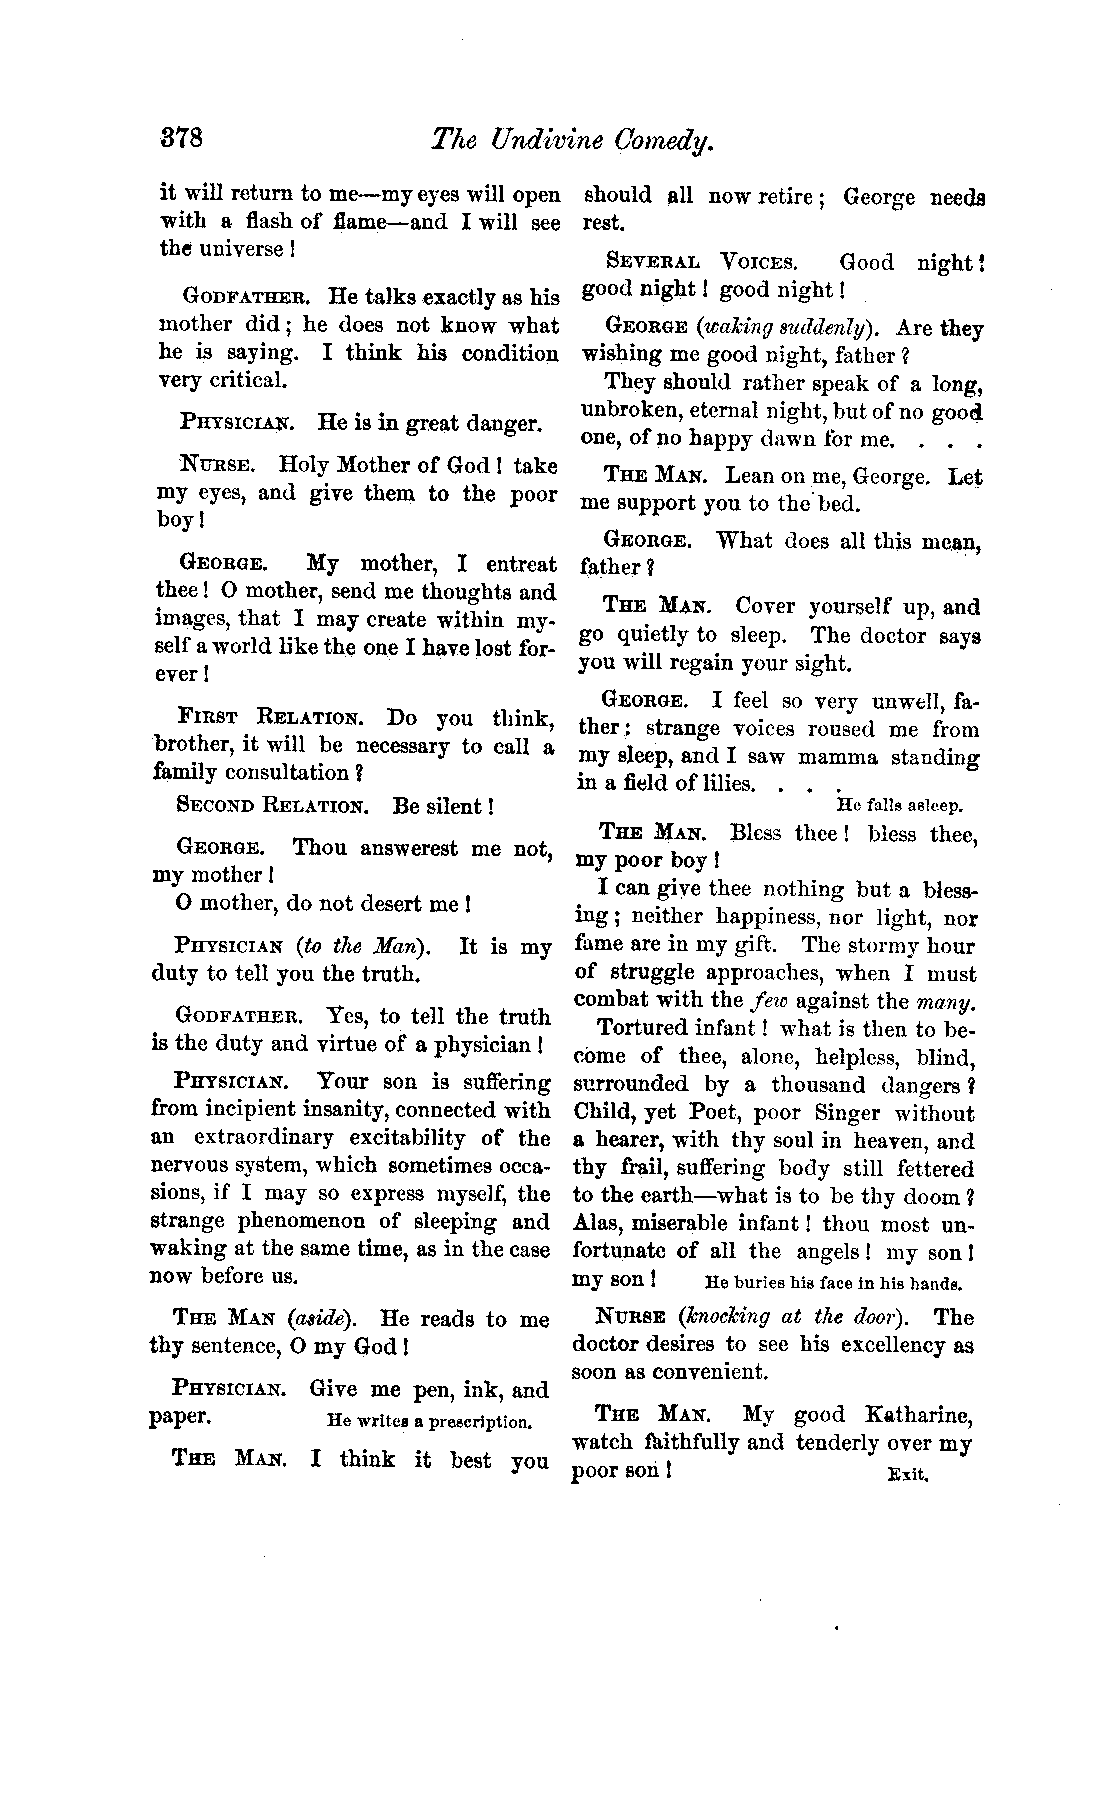 378 The Undivine Comedy.
it will return to me—my eyes will open
with a flash of flame—and I will see
the universe!
GODFATHER. He talks exactly as his
mother did; he does not know what
he is saying. I think his condition
very critical.
PHYSICIAN. He is in great danger.
NURSE. Holy Mother of God! take
my eyes, and give them to the poor
boy!
GEORGE. My mother, I entreat
thee! O mother, send me thoughts and
images, that I may create within my-
self a world like the one I have lost for-
ever!
FIRST RELATION. Do you think,
brother, it will be necessary to call a
family consultation?
SECOND RELATION. Be silent!
GEORGE. Thou answerest me not,
my mother!
O mother, do not desert me!
PHYSICIAN (to the Man). It is my
duty to tell you the truth.
GODFATHER. Yes, to tell the truth
is the duty and virtue of a physician!
PHYSICIAN. Your son is suffering
from incipient insanity, connected with
an extraordinary excitability of the
nervous system, which sometimes occa-
sions, if I may so express myself, the
strange phenomenon of sleeping and
waking at the same time, as in the case
now before us.
THE MAN (aside). He reads to me
thy sentence, O my God!
PHYSICIAN. Give me pen, ink, and
paper. He writes a prescription.
THE MAN. I think it best you
should all now retire; George needs
rest.
SEVERAL VOICES. Good night!
good night! good night!
GEORGE (waking suddenly). Are they
wishing me good night, father?
They should rather speak of a long,
unbroken, eternal night, but of no good
one, of no happy dawn for me. . . .
THE MAN. Lean on me, George. Let
me support you to the bed.
GEORGE. What does all this mean,
father?
THE MAN. Cover yourself up, and
go quietly to sleep. The doctor says
you will regain your sight.
GEORGE. I feel so very unwell, fa-
ther; strange voices roused me from
my sleep, and I saw mamma standing
in a field of lilies. . . .
He falls asleep.
THE MAN. Bless thee! bless thee,
my poor boy!
I can give thee nothing but a bless-
ing; neither happiness, nor light, nor
fame are in my gift. The stormy hour
of struggle approaches, when I must
combat with the few against the many.
Tortured infant! what is then to be-
come of thee, alone, helpless, blind,
surrounded by a thousand dangers?
Child, yet Poet, poor Singer without
a hearer, with thy soul in heaven, and
thy frail, suffering body still fettered
to the earth—what is to be thy doom?
Alas, miserable infant! thou most un-
fortunate of all the angels! my son!
my son! He buries his face in his hands.
NURSE (knocking at the door). The
doctor desires to see his excellency as
soon as convenient.
THE MAN. My good Katharine,
watch faithfully and tenderly over my
poor son! Exit.